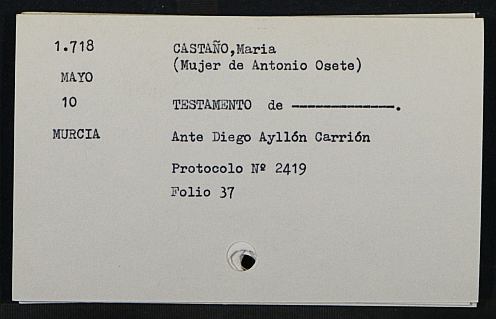 1.718 CASTAÑO,Maria
(Mujer de Antonio Osete)
MAYO
10 TESTAMENTO de -------------.
MURCIA Ante Diego Ayllón Carrión
Protocolo Nº 2419
Folio 37